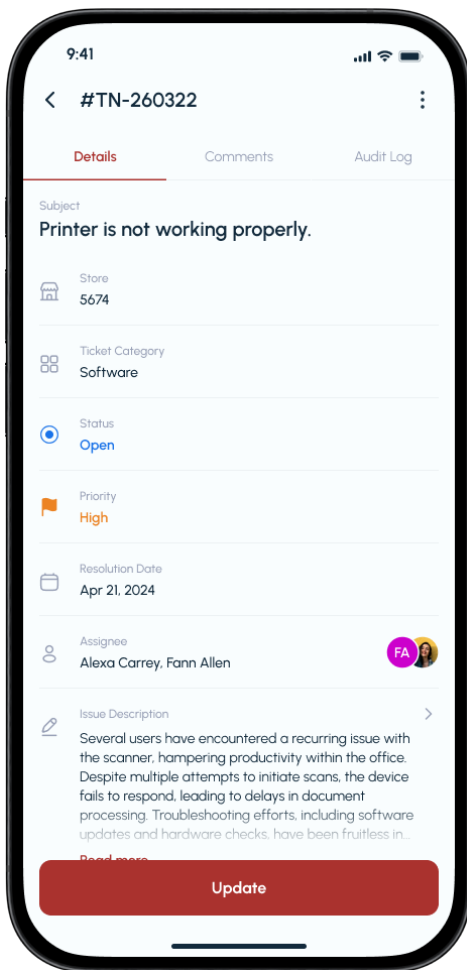 9:41
#TN-260322
Details Comments Audit Log
Subject
Printer is not working properly.
Store
5674
Ticket Category
Software
Status
Open
Priority
High
Resolution Date
Apr 21, 2024
Assignee
Alexa Carrey, Fann Allen
FA
Issue Description
Several users have encountered a recurring issue with
the scanner, hampering productivity within the office.
Despite multiple attempts to initiate scans, the device
fails to respond, leading to delays in document
processing. Troubleshooting efforts, including software
updates and hardware checks, have been fruitless in...
Read more
Update